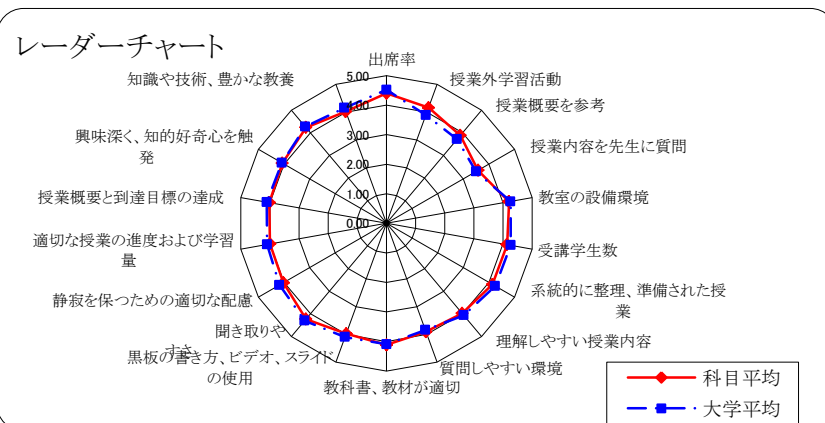 レーダーチャート
出席率
授業外学習活動
授業概要を参考
授業内容を先生に質問
教室の設備環境
受講学生数
系統的に整理、準備された授
業
理解しやすい授業内容
質問しやすい環境
教科書、教材が適切
黒板の書き方、ビデオ、スライド
の使用
聞き取りや
すさ
静寂を保つための適切な配慮
適切な授業の進度および学習
量
授業概要と到達目標の達成
興味深く、知的好奇心を触
発
知識や技術、豊かな教養
5.00
4.00
3.00
2.00
1.00
0.00
科目平均
大学平均